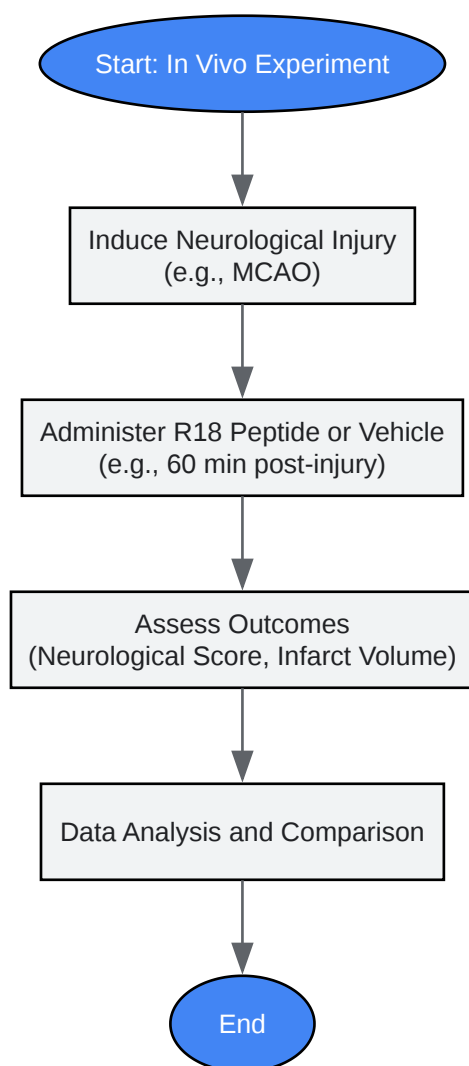 Start: In Vivo Experiment
Induce Neurological Injury
(e.g., MCAO)
Administer R18 Peptide or Vehicle
(e.g., 60 min post-injury)
Assess Outcomes
(Neurological Score, Infarct Volume)
Data Analysis and Comparison
End